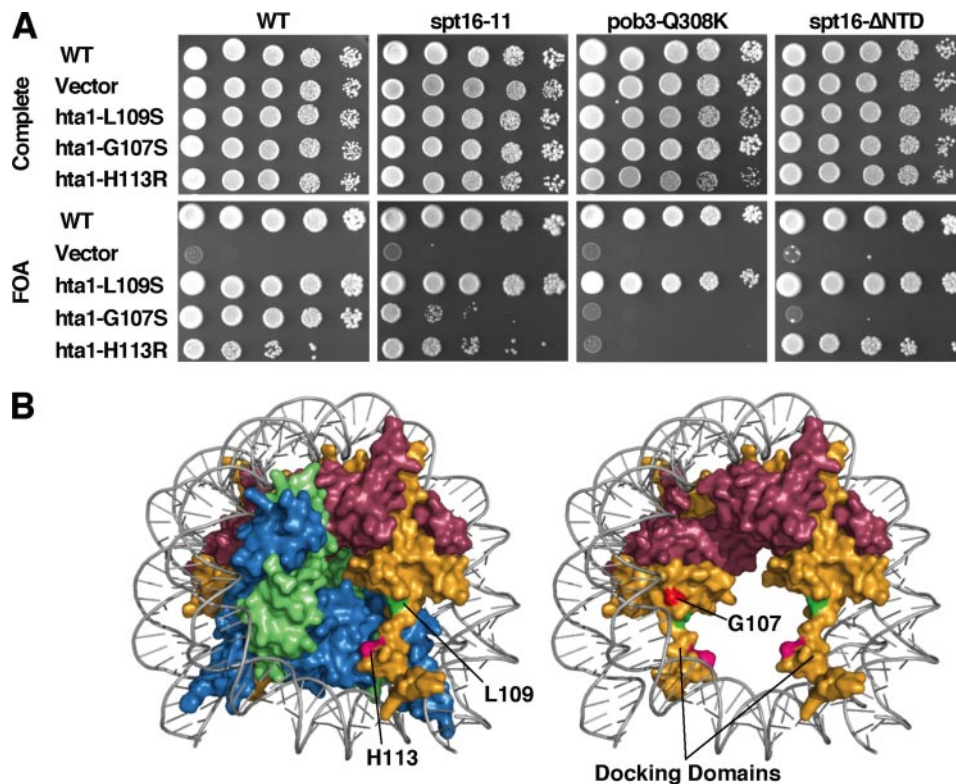 A
WT spt16-11 pob3-Q308K spt16-ΔNTD
Complete
WT
Vector
hta1-L109S
hta1-G107S
hta1-H113R
FOA
WT
Vector
hta1-L109S
hta1-G107S
hta1-H113R
B
G107
L109
H113
Docking Domains